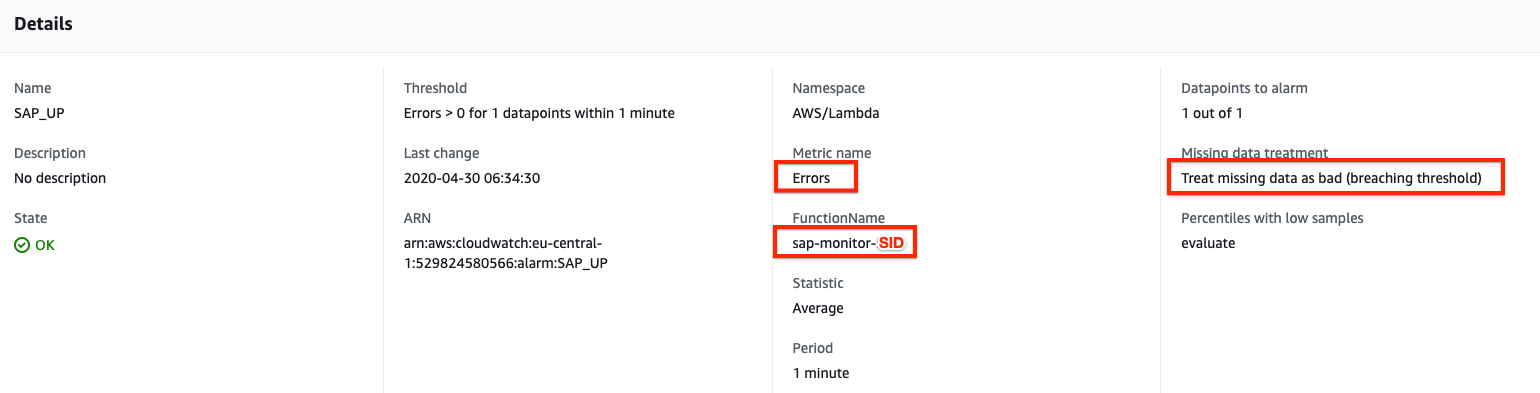 Details
Name
SAP_UP
Description
No description
State
OK
Threshold
Errors > 0 for 1 datapoints within 1 minute
Last change
2020-04-30 06:34:30
ARN
arn:aws:cloudwatch:eu-central-
1:529824580566:alarm:SAP_UP
Namespace
AWS/Lambda
Metric name
Errors
FunctionName
sap-monitor-SID
Statistic
Average
Period
1 minute
Datapoints to alarm
1 out of 1
Missing data treatment
Treat missing data as bad (breaching threshold)
Percentiles with low samples
evaluate